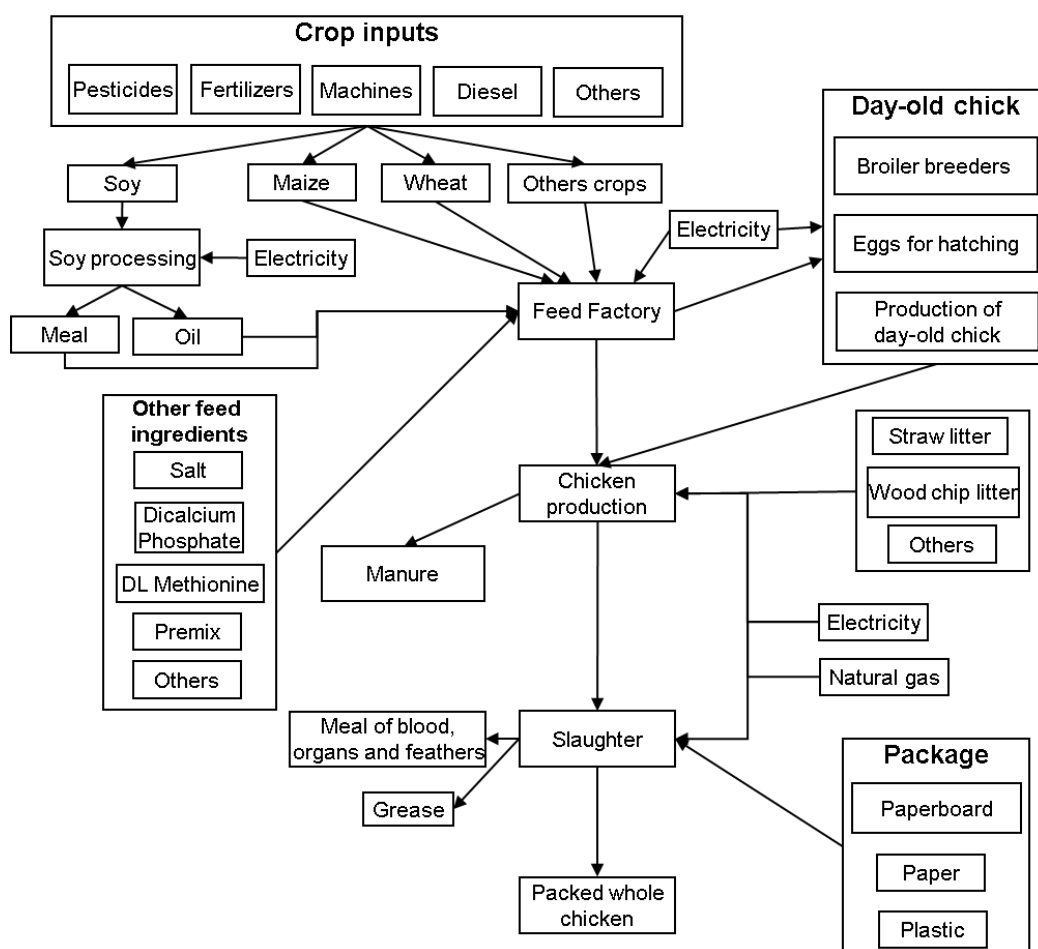 Crop inputs
Pesticides
Fertilizers
Machines
Diesel
Others
Day-old chick
Broiler breeders
Eggs for hatching
Production of
day-old chick
Soy
Maize
Wheat
Others crops
Electricity
Soy processing
Electricity
Meal
Oil
Feed Factory
Other feed
ingredients
Salt
Dicalcium
Phosphate
DL Methionine
Premix
Others
Chicken
production
Straw litter
Wood chip litter
Others
Manure
Electricity
Natural gas
Meal of blood,
organs and feathers
Slaughter
Grease
Package
Paperboard
Paper
Plastic
Packed whole
chicken